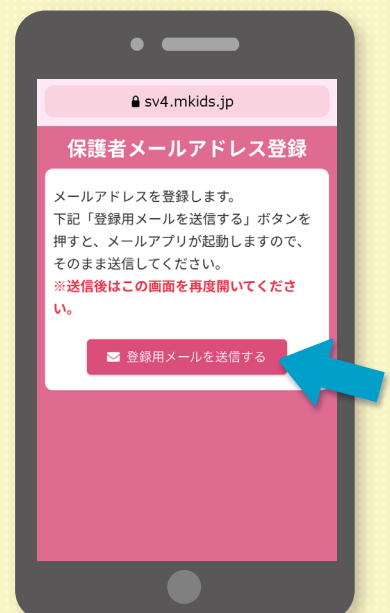 sv4.mkids.jp
保護者メールアドレス登録
メールアドレスを登録します。
下記「登録用メールを送信する」ボタンを
押すと、メールアプリが起動しますので、
そのまま送信してください。
※送信後はこの画面を再度開いてくださ
い。
登録用メールを送信する